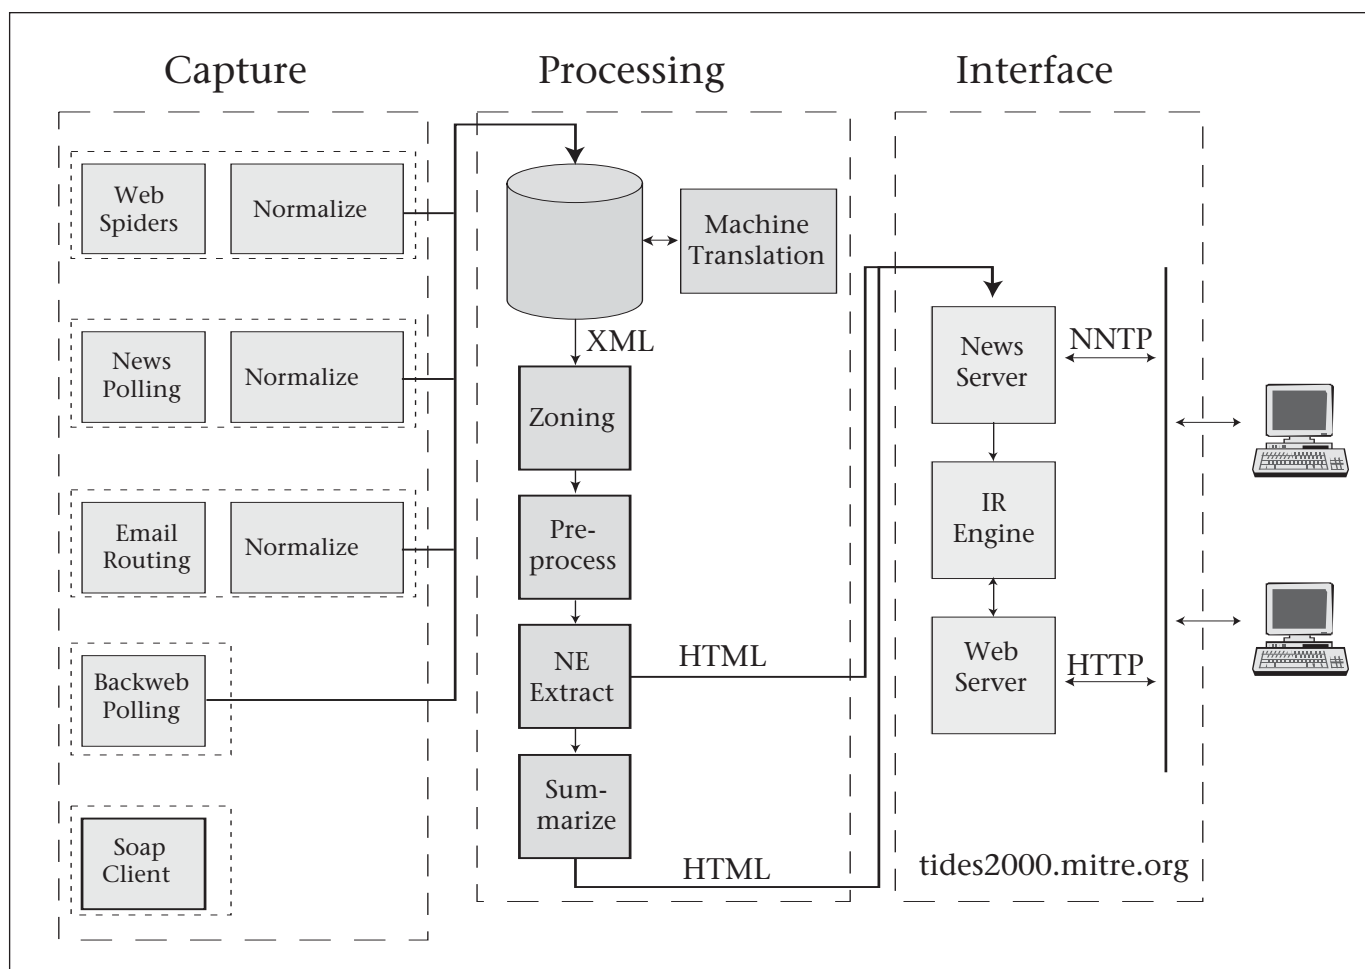 Capture
Processing
Interface
Web
Spiders
Normalize
News
Polling
Normalize
Email
Routing
Normalize
Backweb
Polling
Soap
Client
Machine
Translation
XML
Zoning
Pre-
process
NE
Extract
HTML
Sum-
marize
HTML
News
Server
NNTP
IR
Engine
Web
Server
HTTP
tides2000.mitre.org